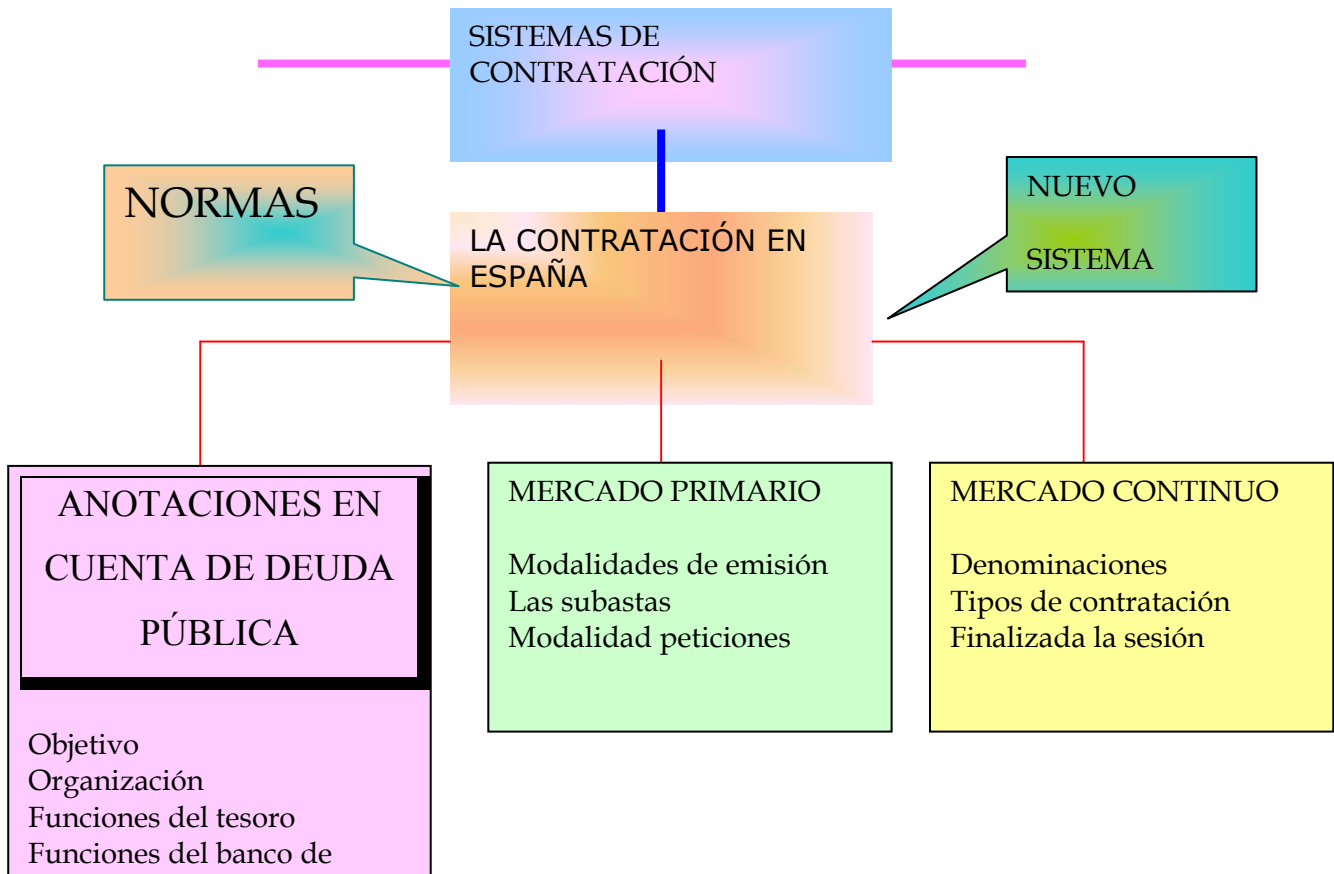 SISTEMAS DE
CONTRATACIÓN
NORMAS
NUEVO
SISTEMA
LA CONTRATACIÓN EN
ESPAÑA
ANOTACIONES EN
CUENTA DE DEUDA
PÚBLICA
Objetivo
Organización
Funciones del tesoro
Funciones del banco de
MERCADO PRIMARIO
Modalidades de emisión
Las subastas
Modalidad peticiones
MERCADO CONTINUO
Denominaciones
Tipos de contratación
Finalizada la sesión